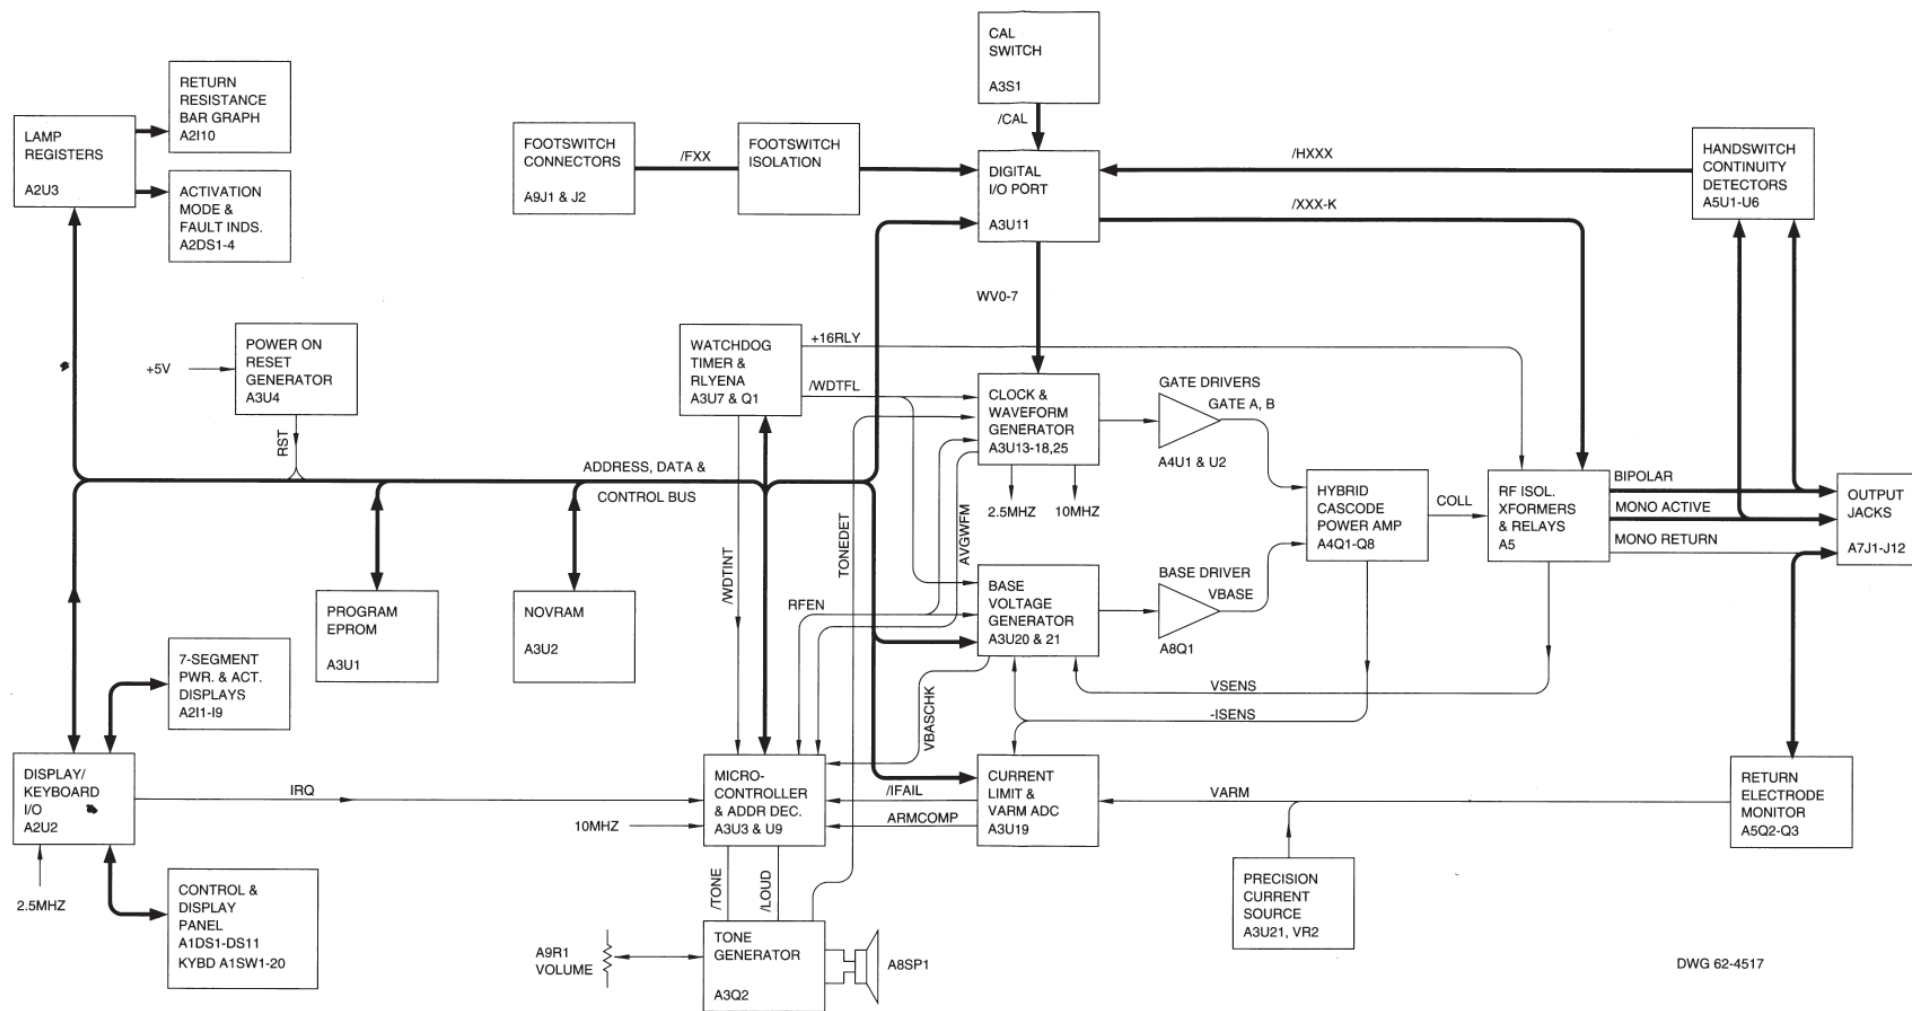 CAL
SWITCH
A3S1
/CAL
RETURN
RESISTANCE
BAR GRAPH
A2I10
LAMP
REGISTERS
A2U3
ACTIVATION
MODE &
FAULT INDS.
A2DS1-4
FOOTSWITCH
CONNECTORS
A9J1 & J2
/FXX
FOOTSWITCH
ISOLATION
DIGITAL
I/O PORT
A3U11
/HXXX
/XXX-K
HANDSWITCH
CONTINUITY
DETECTORS
A5U1-U6
WV0-7
+5V
POWER ON
RESET
GENERATOR
A3U4
RST
WATCHDOG
TIMER &
RLYENA
A3U7 & Q1
+16RLY
/WDTFL
CLOCK &
WAVEFORM
GENERATOR
A3U13-18,25
2.5MHZ
10MHZ
GATE DRIVERS
GATE A, B
A4U1 & U2
ADDRESS, DATA &
CONTROL BUS
/WDTINT
TONEDET
AVGWFM
RFEN
HYBRID
CASCODE
POWER AMP
A4Q1-Q8
COLL
RF ISOL.
XFORMERS
& RELAYS
A5
BIPOLAR
MONO ACTIVE
MONO RETURN
OUTPUT
JACKS
A7J1-J12
PROGRAM
EPROM
A3U1
NOVRAM
A3U2
BASE
VOLTAGE
GENERATOR
A3U20 & 21
BASE DRIVER
VBASE
A8Q1
VSENS
-ISENS
VBASCHK
7-SEGMENT
PWR. & ACT.
DISPLAYS
A2I1-I9
DISPLAY/
KEYBOARD
I/O
A2U2
2.5MHZ
IRQ
10MHZ
MICRO-
CONTROLLER
& ADDR DEC.
A3U3 & U9
/IFAIL
ARMCOMP
CURRENT
LIMIT &
VARM ADC
A3U19
VARM
RETURN
ELECTRODE
MONITOR
A5Q2-Q3
PRECISION
CURRENT
SOURCE
A3U21, VR2
CONTROL &
DISPLAY
PANEL
A1DS1-DS11
KYBD A1SW1-20
/TONE
/LOUD
A9R1
VOLUME
TONE
GENERATOR
A3Q2
A8SP1
DWG 62-4517